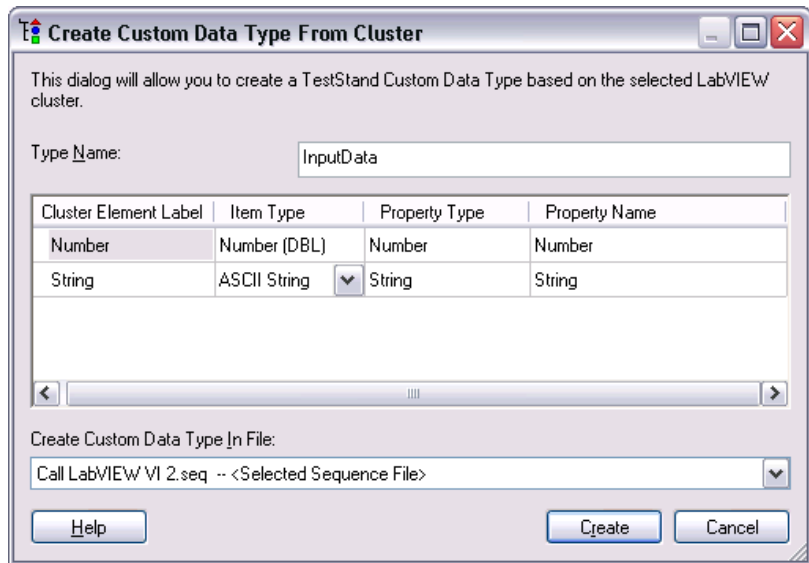 Create Custom Data Type From Cluster
This dialog will allow you to create a TestStand Custom Data Type based on the selected LabVIEW
cluster.
Type Name: InputData
Cluster Element Label Item Type Property Type Property Name
Number Number (DBL) Number Number
String ASCII String String String
Create Custom Data Type In File:
Call LabVIEW VI 2.seq -- <Selected Sequence File>
Help Create Cancel